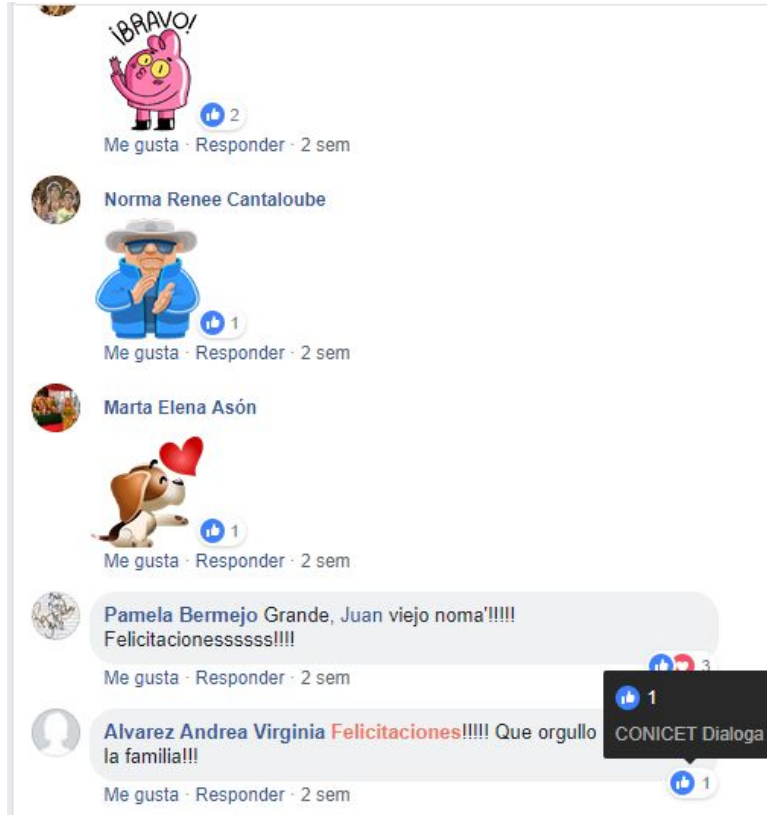 ¡BRAVO!
2
Me gusta · Responder · 2 sem
Norma Renee Cantaloube
1
Me gusta · Responder · 2 sem
Marta Elena Asón
1
Me gusta · Responder · 2 sem
Pamela Bermejo Grande, Juan viejo noma'!!!!!
Felicitacionessssss!!!!
3
Me gusta · Responder · 2 sem
1
CONICET Dialoga
Alvarez Andrea Virginia Felicitaciones!!!!! Que orgullo
la familia!!!
1
Me gusta · Responder · 2 sem